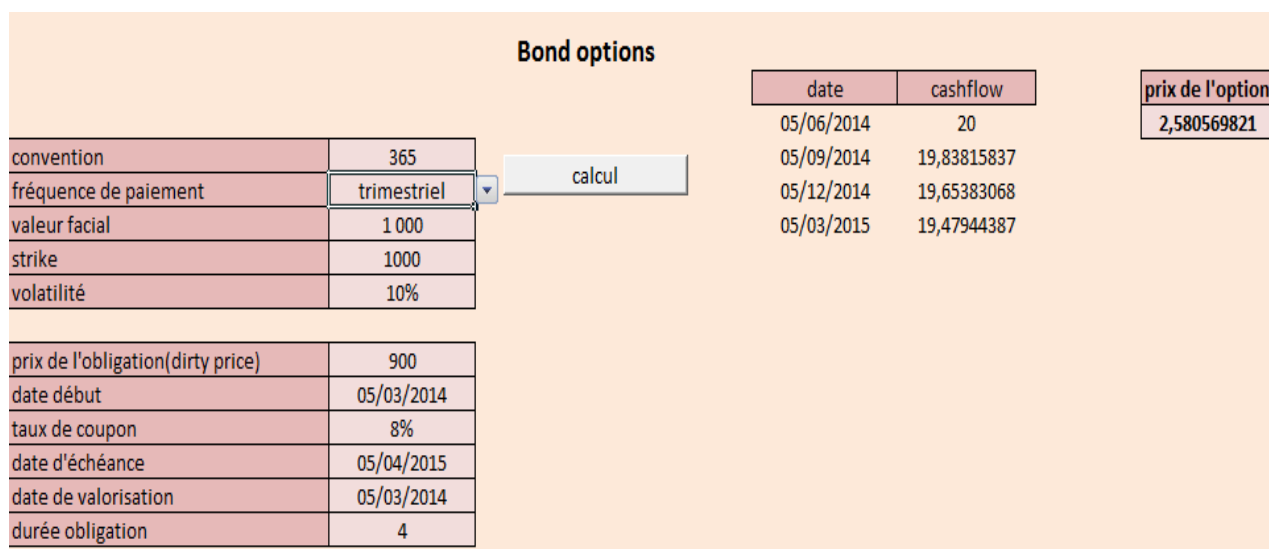 Bond options
date cashflow prix de l'option
05/06/2014 20 2,580569821
convention 365 05/09/2014 19,83815837
calcul
fréquence de paiement trimestriel 05/12/2014 19,65383068
valeur facial 1 000 05/03/2015 19,47944387
strike 1000
volatilité 10%
prix de l'obligation(dirty price) 900
date début 05/03/2014
taux de coupon 8%
date d'échéance 05/04/2015
date de valorisation 05/03/2014
durée obligation 4